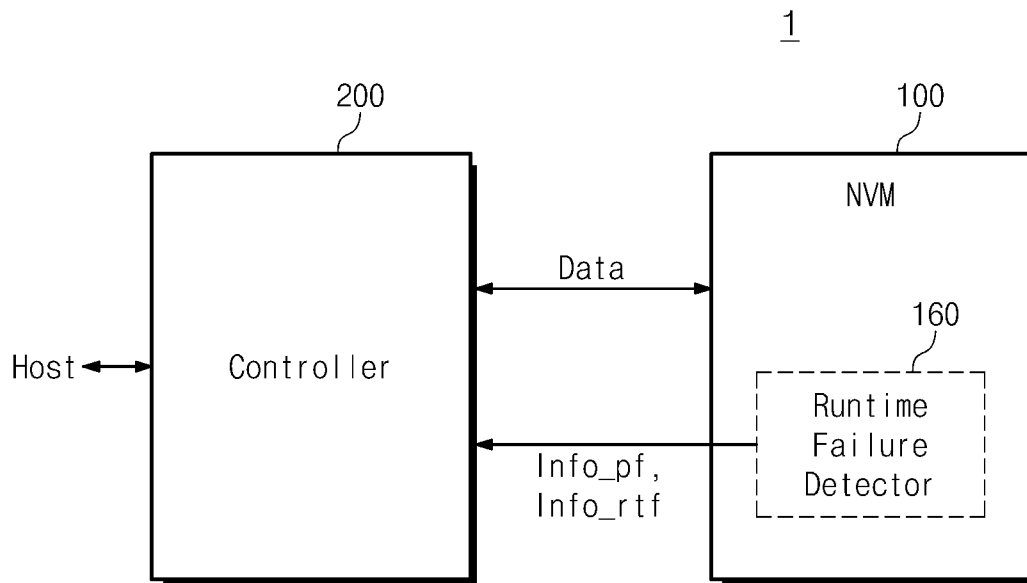 1
200
100
NVM
Data
160
Host
Controller
Runtime
Failure
Detector
Info_pf,
Info_rtf